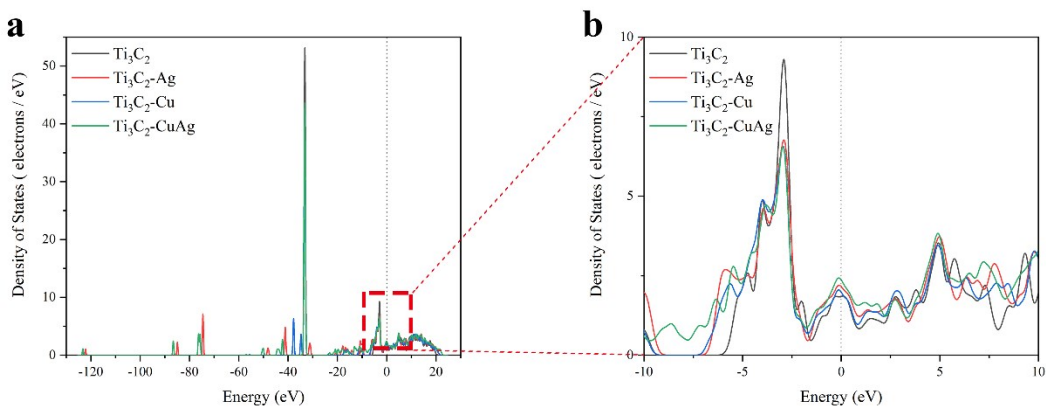 a
Density of States ( electrons / eV)
50
40
30
20
10
0
Ti₃C₂
Ti₃C₂-Ag
Ti₃C₂-Cu
Ti₃C₂-CuAg
-120 -100 -80 -60 -40 -20 0 20
Energy (eV)
b
Density of States ( electrons / eV)
10
5
0
Ti₃C₂
Ti₃C₂-Ag
Ti₃C₂-Cu
Ti₃C₂-CuAg
-10 -5 0 5 10
Energy (eV)